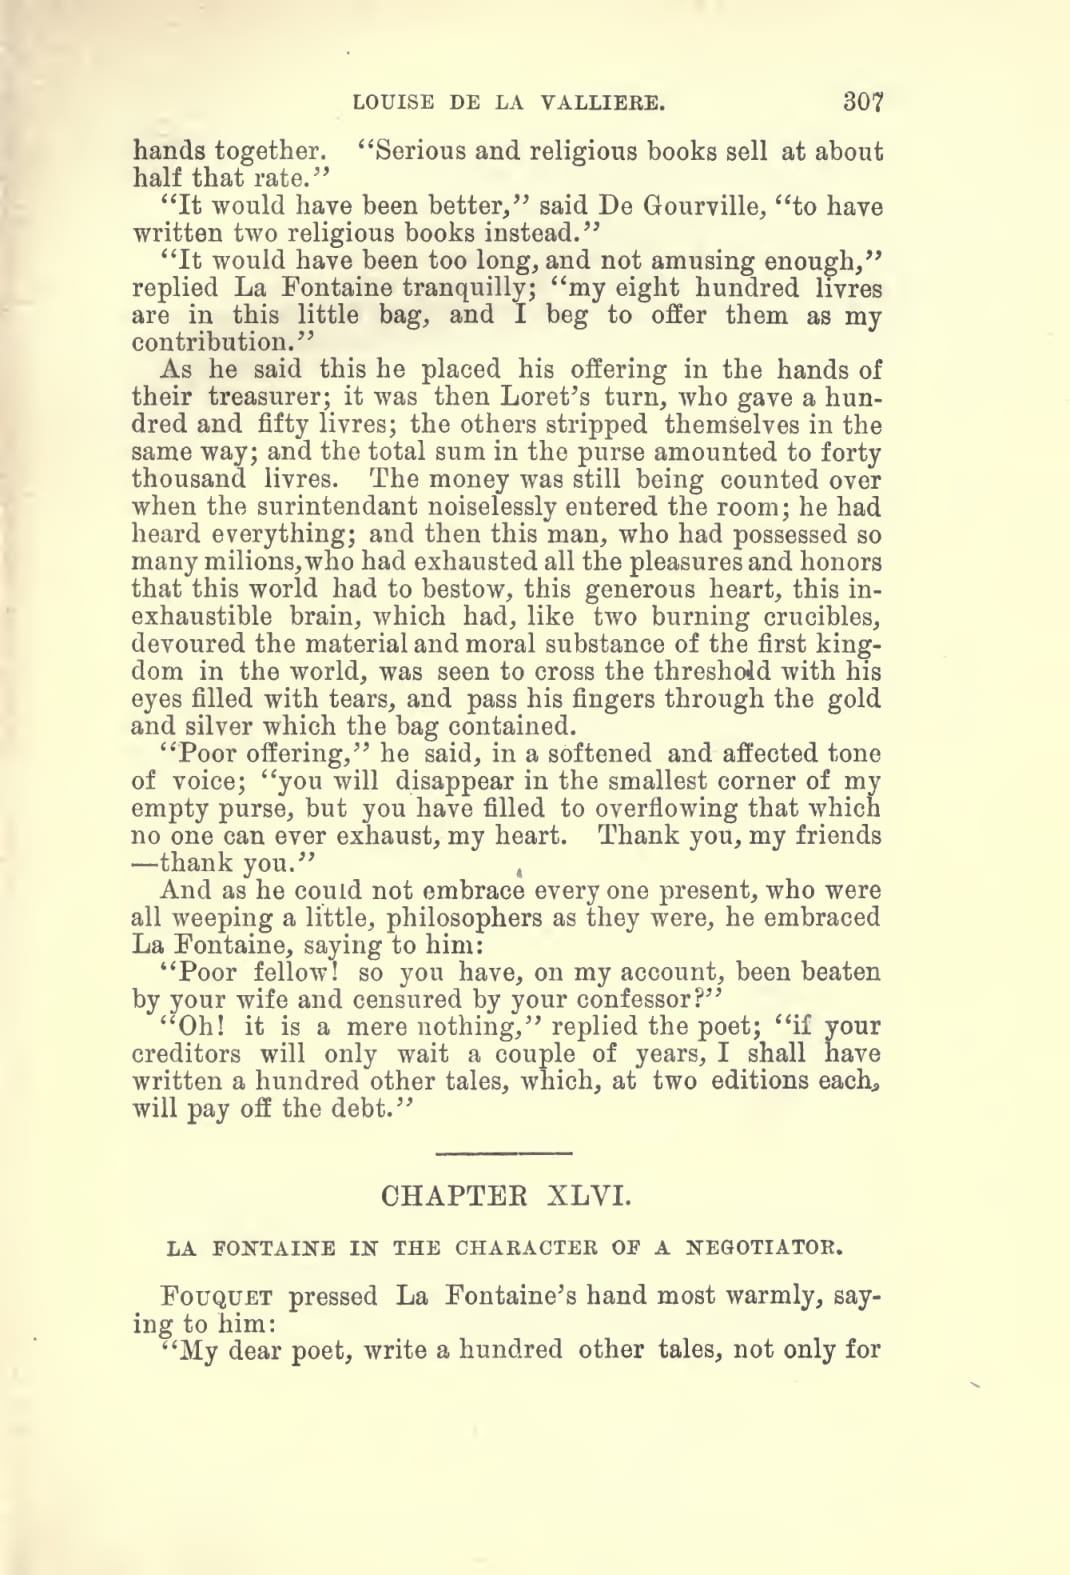 LOUISE DE LA VALLIERE. 307
hands together. “Serious and religious books sell at about
half that rate.”
“It would have been better,” said De Gourville, “to have
written two religious books instead.”
“It would have been too long, and not amusing enough,”
replied La Fontaine tranquilly; “my eight hundred livres
are in this little bag, and I beg to offer them as my
contribution.”
As he said this he placed his offering in the hands of
their treasurer; it was then Loret’s turn, who gave a hun-
dred and fifty livres; the others stripped themselves in the
same way; and the total sum in the purse amounted to forty
thousand livres. The money was still being counted over
when the surintendant noiselessly entered the room; he had
heard everything; and then this man, who had possessed so
many milions, who had exhausted all the pleasures and honors
that this world had to bestow, this generous heart, this in-
exhaustible brain, which had, like two burning crucibles,
devoured the material and moral substance of the first king-
dom in the world, was seen to cross the threshold with his
eyes filled with tears, and pass his fingers through the gold
and silver which the bag contained.
“Poor offering,” he said, in a softened and affected tone
of voice; “you will disappear in the smallest corner of my
empty purse, but you have filled to overflowing that which
no one can ever exhaust, my heart. Thank you, my friends
—thank you.”
And as he could not embrace every one present, who were
all weeping a little, philosophers as they were, he embraced
La Fontaine, saying to him:
“Poor fellow! so you have, on my account, been beaten
by your wife and censured by your confessor?”
“Oh! it is a mere nothing,” replied the poet; “if your
creditors will only wait a couple of years, I shall have
written a hundred other tales, which, at two editions each,
will pay off the debt.”
CHAPTER XLVI.
LA FONTAINE IN THE CHARACTER OF A NEGOTIATOR.
FOUQUET pressed La Fontaine’s hand most warmly, say-
ing to him:
“My dear poet, write a hundred other tales, not only for